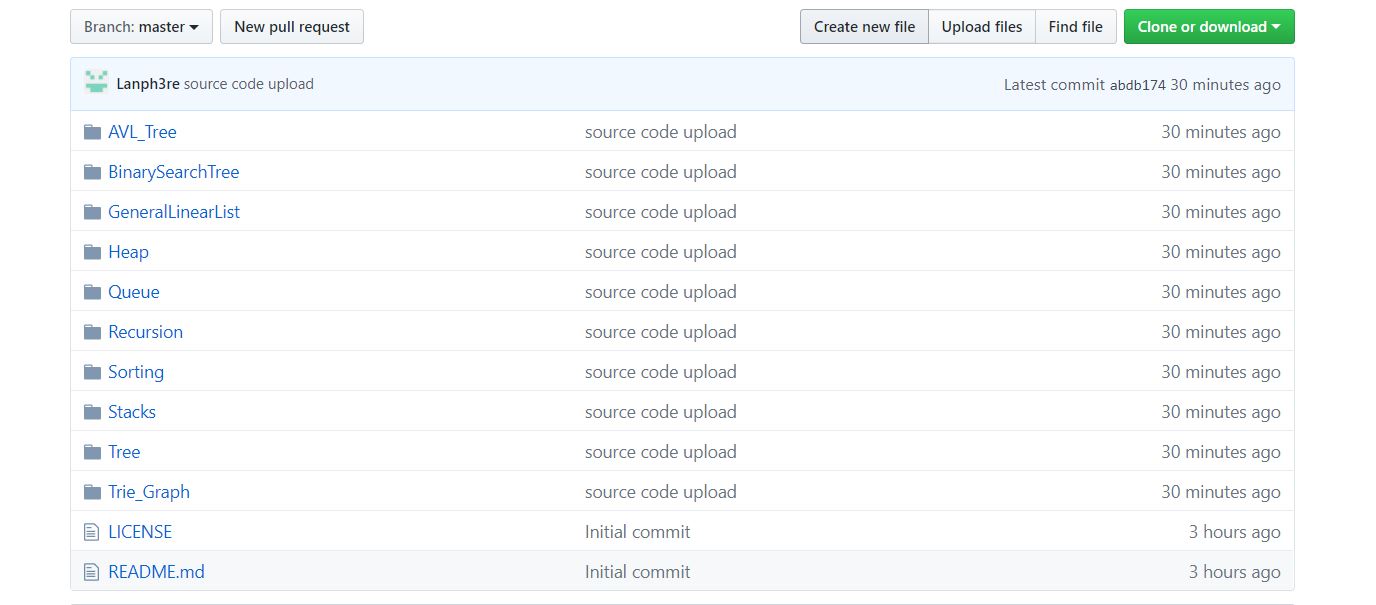 Branch: master New pull request Create new file Upload files Find file Clone or download
Lanph3re source code upload Latest commit abdb174 30 minutes ago
AVL_Tree source code upload 30 minutes ago
BinarySearchTree source code upload 30 minutes ago
GeneralLinearList source code upload 30 minutes ago
Heap source code upload 30 minutes ago
Queue source code upload 30 minutes ago
Recursion source code upload 30 minutes ago
Sorting source code upload 30 minutes ago
Stacks source code upload 30 minutes ago
Tree source code upload 30 minutes ago
Trie_Graph source code upload 30 minutes ago
LICENSE Initial commit 3 hours ago
README.md Initial commit 3 hours ago